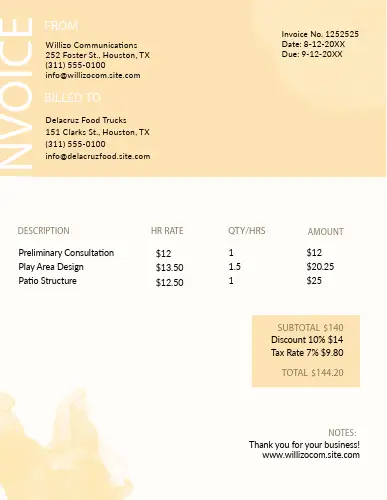 INVOICE
FROM
Willizo Communications
252 Foster St., Houston, TX
(311) 555-0100
info@willizocom.site.com
Invoice No. 1252525
Date: 8-12-20XX
Due: 9-12-20XX
BILLED TO
Delacruz Food Trucks
151 Clarks St., Houston, TX
(311) 555-0100
info@delacruzfood.site.com
DESCRIPTION HR RATE QTY/HRS AMOUNT
Preliminary Consultation $12 1 $12
Play Area Design $13.50 1.5 $20.25
Patio Structure $12.50 1 $25
SUBTOTAL $140
Discount 10% $14
Tax Rate 7% $9.80
TOTAL $144.20
NOTES:
Thank you for your business!
www.willizocom.site.com